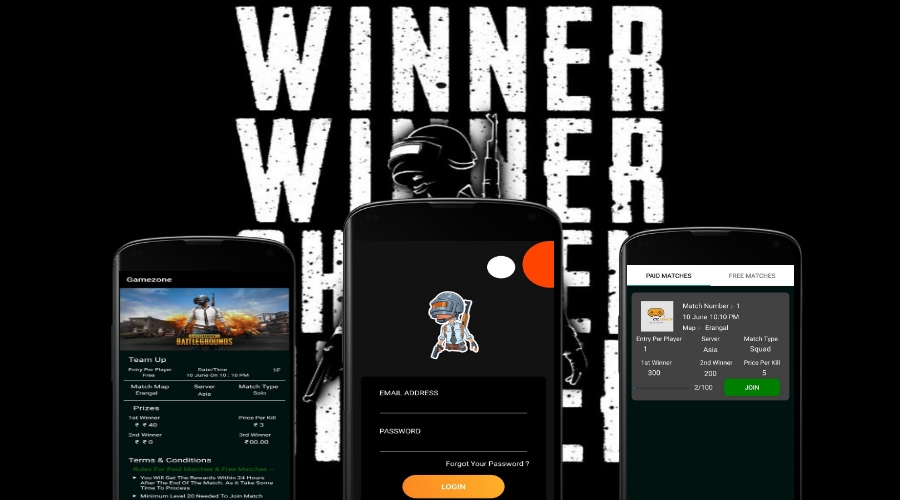 WINNER
WINNER
Gamezone
BATTLEGROUNDS
Team Up
Entry Per Player
Free
Date/Time
10 June On 10 : 10 PM
Match Map
Erangel
Server
Asia
Match Type
Solo
Prizes
1st Winner
₹ ₹ 40
Price Per Kill
₹ 3
2nd Winner
₹ ₹ 0
3rd Winner
₹ 00.00
Terms & Conditions
Rules For Paid Matches & Free Matches :-
You Will Get The Rewards Within 24 Hours
After End Of The Match. As It Take Some
Time To Process
Minimum Level 20 Needed To Join Match
EMAIL ADDRESS
PASSWORD
Forgot Your Password ?
LOGIN
PAID MATCHES
FREE MATCHES
Match Number :- 1
10 June 10:10 PM
Map :- Erangal
Entry Per Player
1
Server
Asia
Match Type
Squad
1st Winner
300
2nd Winner
200
Price Per Kill
5
2/100
JOIN